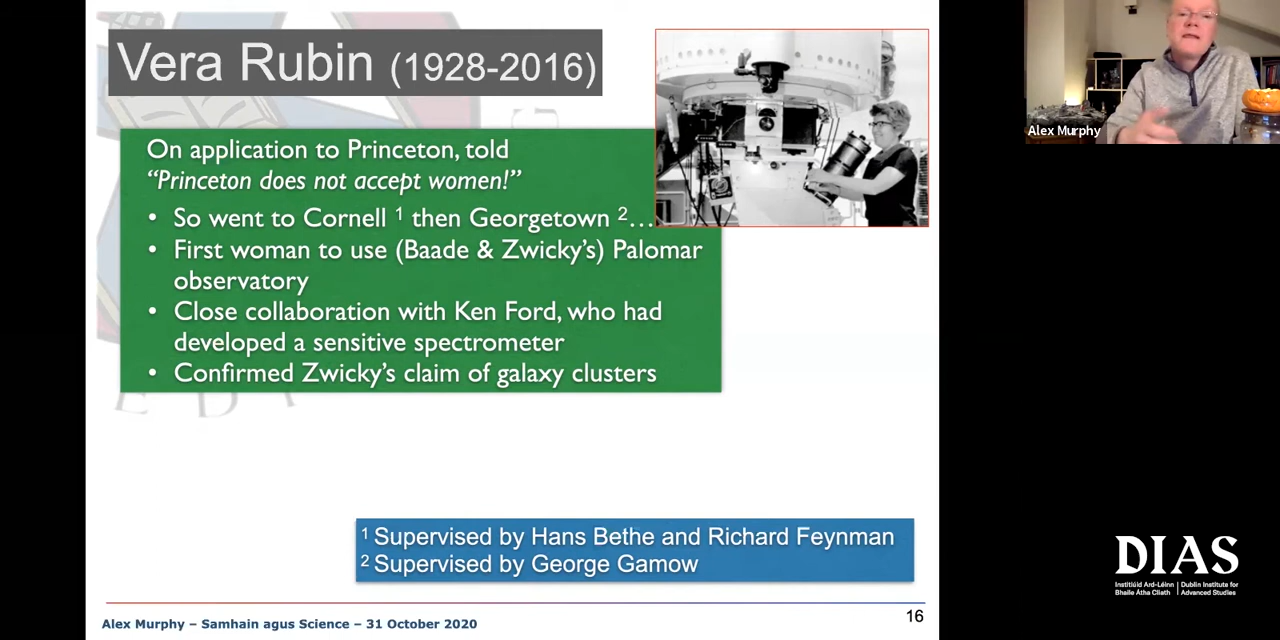 Vera Rubin (1928-2016)
On application to Princeton, told
“Princeton does not accept women!”
• So went to Cornell ¹ then Georgetown ²…
• First woman to use (Baade & Zwicky’s) Palomar
observatory
• Close collaboration with Ken Ford, who had
developed a sensitive spectrometer
• Confirmed Zwicky’s claim of galaxy clusters
¹ Supervised by Hans Bethe and Richard Feynman
² Supervised by George Gamow
Alex Murphy – Samhain agus Science – 31 October 2020
16
Alex Murphy
DIAS
Institiúid Ard-Léinn | Dublin Institute for
Bhaile Átha Cliath | Advanced Studies